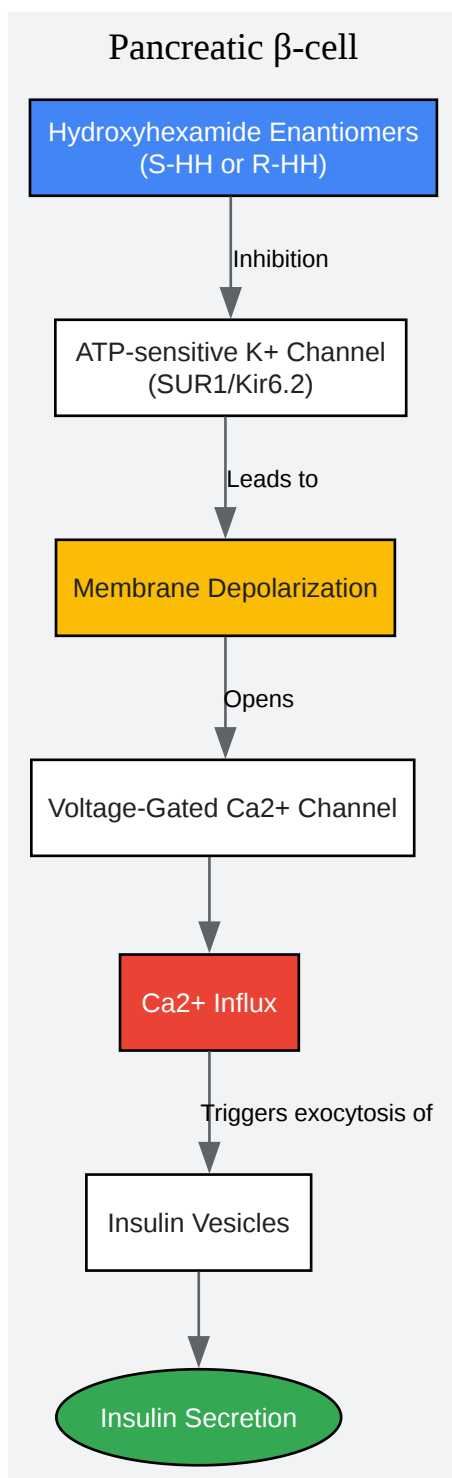 Pancreatic β-cell
Hydroxyhexamide Enantiomers
(S-HH or R-HH)
Inhibition
ATP-sensitive K+ Channel
(SUR1/Kir6.2)
Leads to
Membrane Depolarization
Opens
Voltage-Gated Ca2+ Channel
Ca2+ Influx
Triggers exocytosis of
Insulin Vesicles
Insulin Secretion